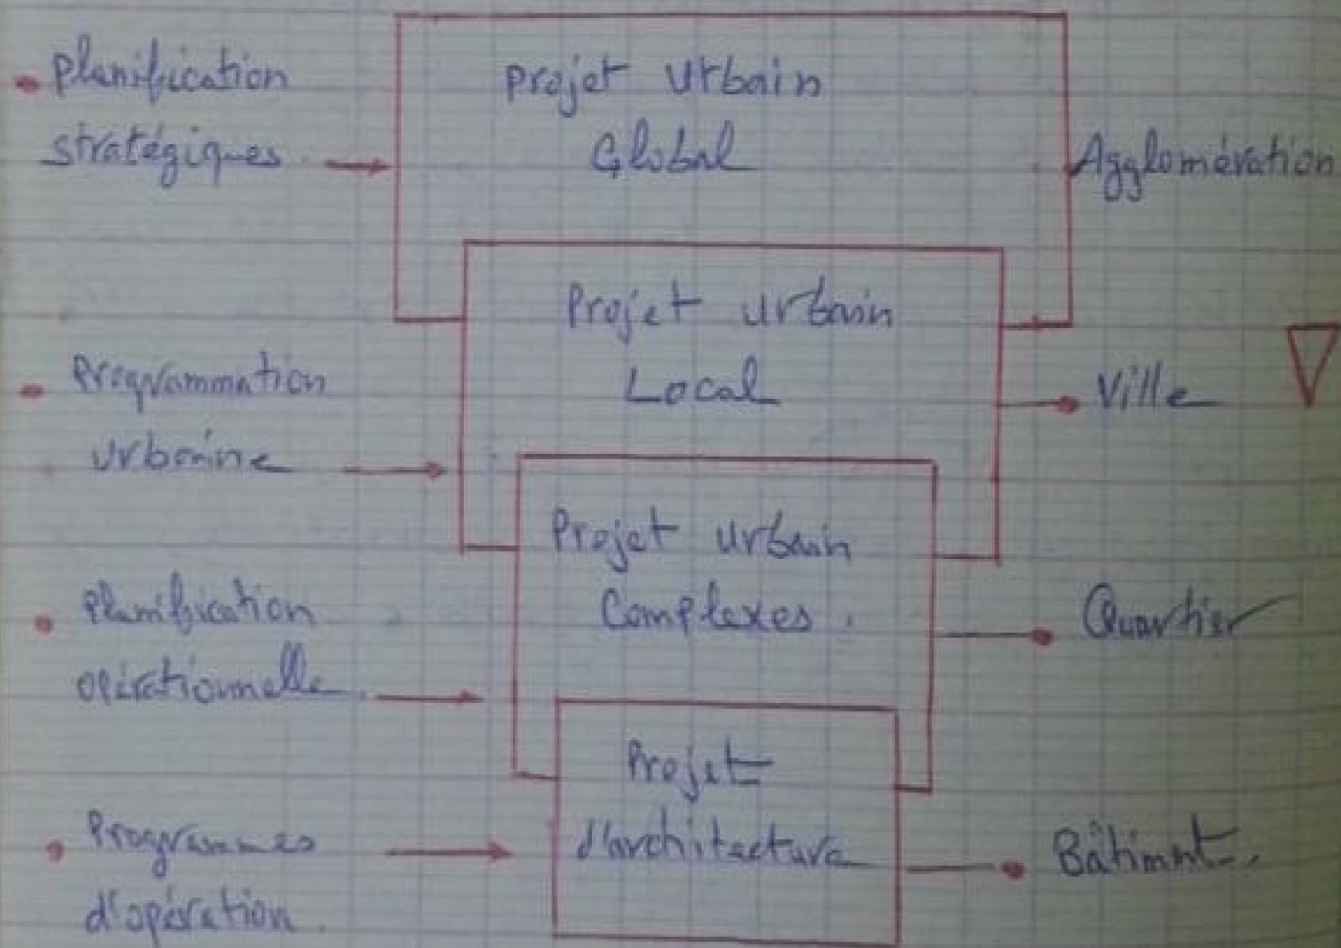 Planification
stratégiques
Projet Urbain
Global
Agglomération
Programmation
urbaine
Projet urbain
Local
Ville
Planification
opérationnelle.
Projet urbain
Complexes.
Quartier
Programmes
d'opération.
Projet
d'architecture
Bâtimnt.